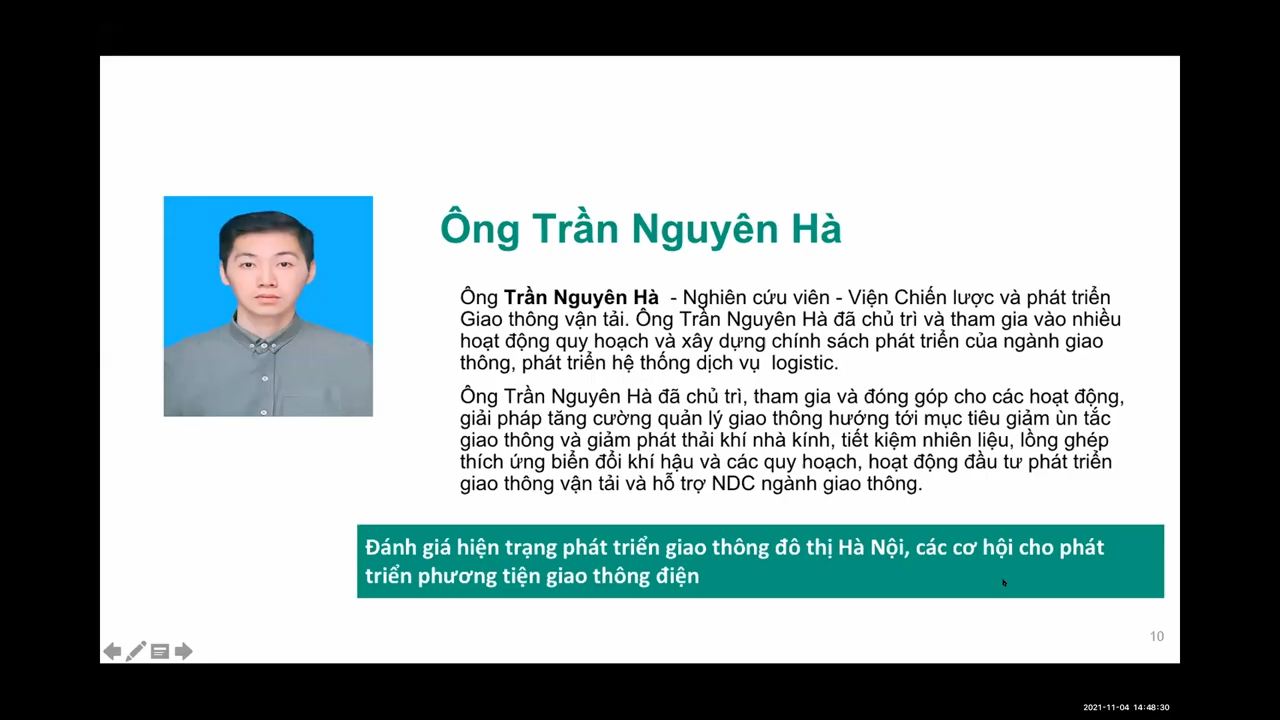 Ông Trần Nguyên Hà
Ông Trần Nguyên Hà - Nghiên cứu viên - Viện Chiến lược và phát triển
Giao thông vận tải. Ông Trần Nguyên Hà đã chủ trì và tham gia vào nhiều
hoạt động quy hoạch và xây dựng chính sách phát triển của ngành giao
thông, phát triển hệ thống dịch vụ logistic.
Ông Trần Nguyên Hà đã chủ trì, tham gia và đóng góp cho các hoạt động,
giải pháp tăng cường quản lý giao thông hướng tới mục tiêu giảm ùn tắc
giao thông và giảm phát thải khí nhà kính, tiết kiệm nhiên liệu, lồng ghép
thích ứng biển đổi khí hậu và các quy hoạch, hoạt động đầu tư phát triển
giao thông vận tải và hỗ trợ NDC ngành giao thông.
Đánh giá hiện trạng phát triển giao thông đô thị Hà Nội, các cơ hội cho phát
triển phương tiện giao thông điện
10
2021-11-04 14:48:30